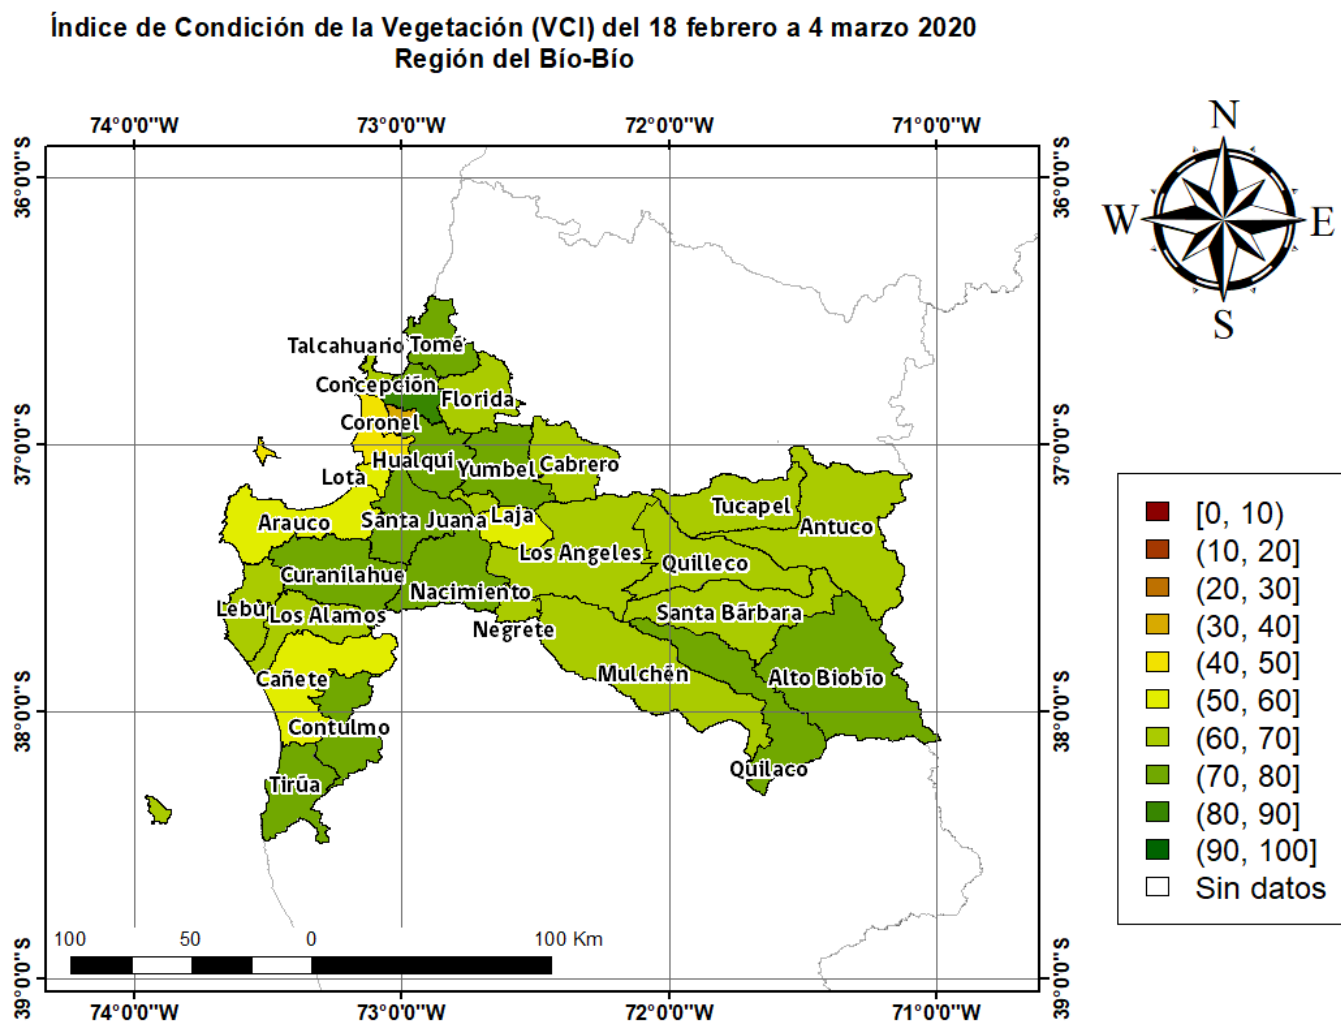 Índice de Condición de la Vegetación (VCI) del 18 febrero a 4 marzo 2020
Región del Bío-Bío
74°0'0"W
73°0'0"W
72°0'0"W
71°0'0"W
36°0'0"S
36°0'0"S
37°0'0"S
37°0'0"S
38°0'0"S
38°0'0"S
39°0'0"S
39°0'0"S
N
W
E
S
Talcahuano
Tomé
Concepción
Florida
Coronel
Hualqui
Yumbel
Cabrero
Lota
Arauco
Santa Juana
Laja
Tucapel
Antuco
Los Angeles
Quilleco
Curanilahue
Nacimiento
Lebu
Los Alamos
Negrete
Santa Bárbara
Cañete
Mulchén
Alto Biobío
Contulmo
Quilaco
Tirúa
[0, 10)
(10, 20]
(20, 30]
(30, 40]
(40, 50]
(50, 60]
(60, 70]
(70, 80]
(80, 90]
(90, 100]
Sin datos
100
50
0
100 Km
74°0'0"W
73°0'0"W
72°0'0"W
71°0'0"W